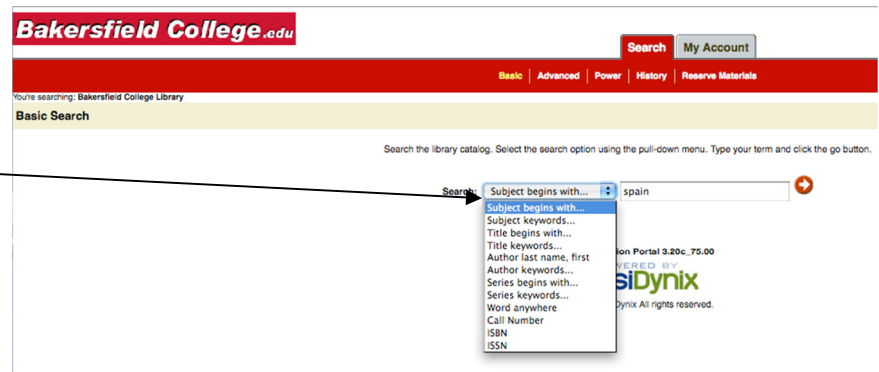 Bakersfield College.edu
Search My Account
Basic Advanced Power History Reserve Materials
You're searching: Bakersfield College Library
Basic Search
Search the library catalog. Select the search option using the pull-down menu. Type your term and click the go button.
Search: Subject begins with... spain
Subject begins with...
Subject keywords...
Title begins with...
Title keywords...
Author last name, first
Author keywords...
Series begins with...
Series keywords...
Word anywhere
Call Number
ISBN
ISSN
Portal 3.20c_75.00
BY
siDynix
Dynix All rights reserved.